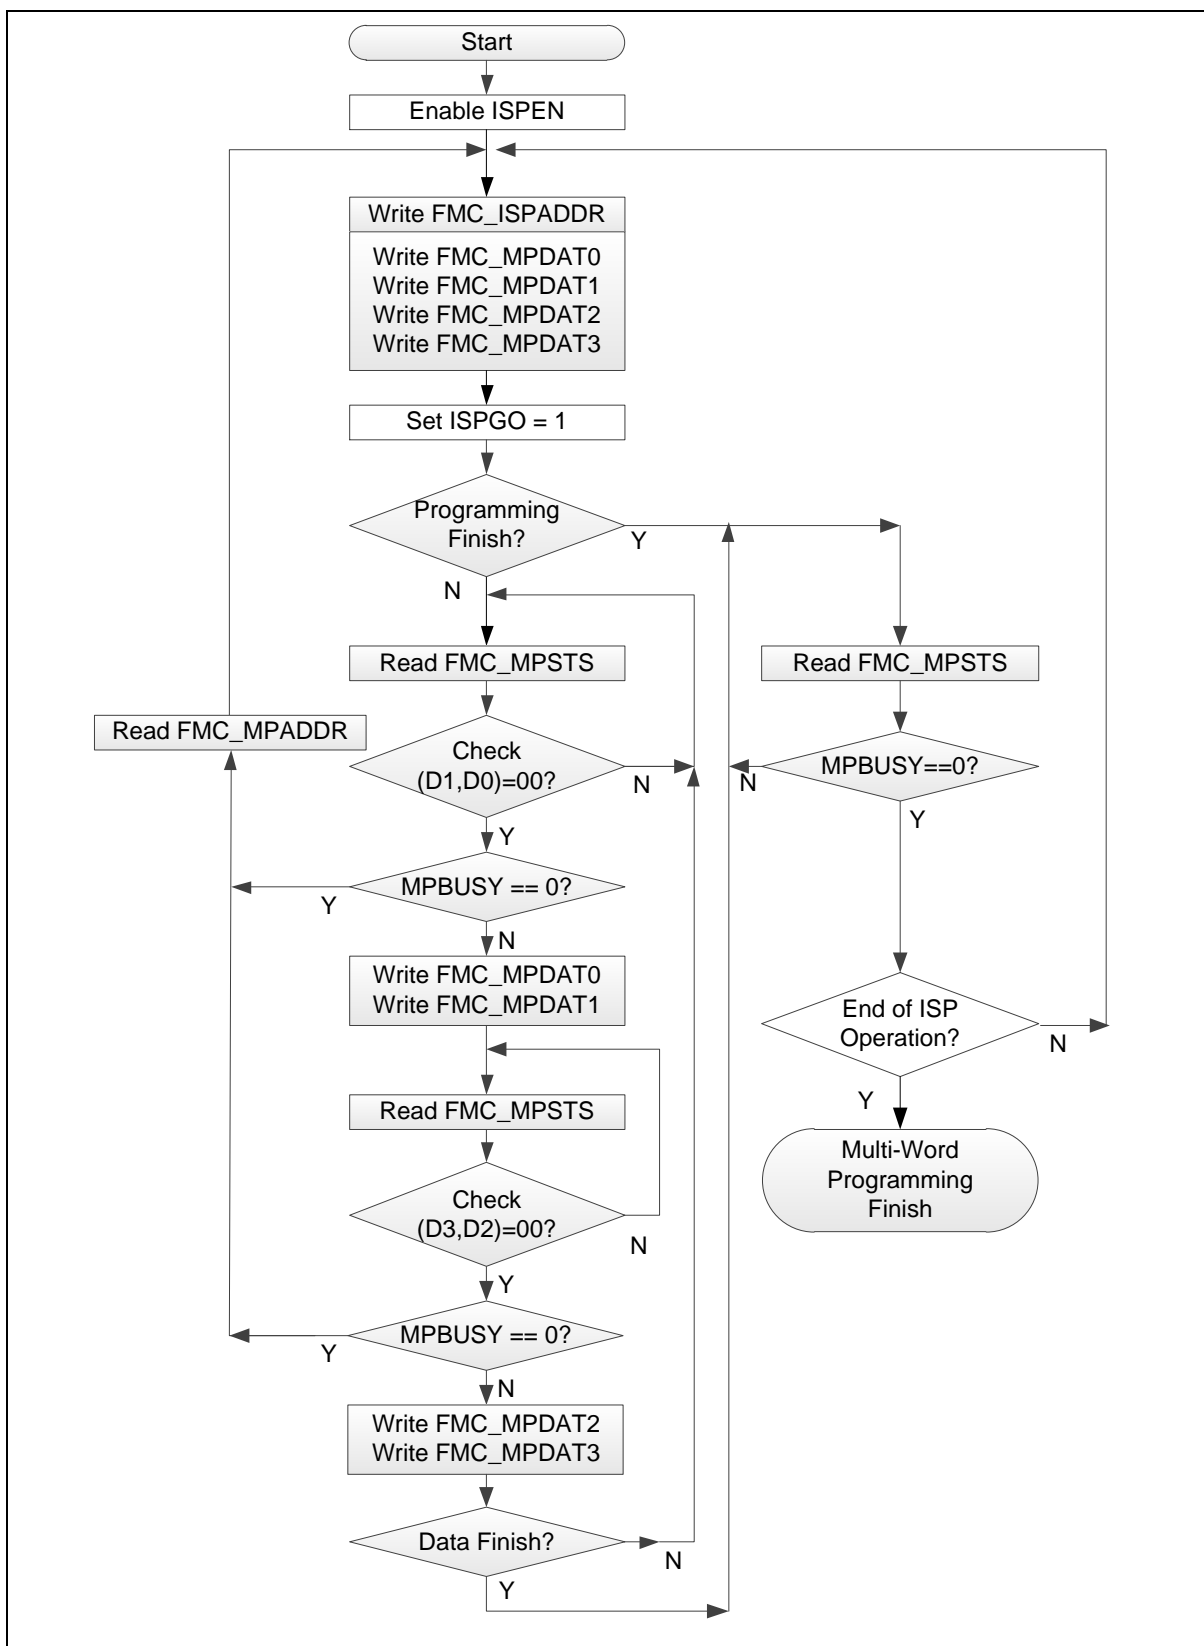 Start
Enable ISPEN
Write FMC_ISPADDR
Write FMC_MPDAT0
Write FMC_MPDAT1
Write FMC_MPDAT2
Write FMC_MPDAT3
Set ISPGO = 1
Programming
Finish?
Y
N
Read FMC_MPSTS
Read FMC_MPSTS
Read FMC_MPADDR
Check
(D1,D0)=00?
N
Y
MPBUSY==0?
N
Y
MPBUSY == 0?
Y
N
Write FMC_MPDAT0
Write FMC_MPDAT1
End of ISP
Operation?
N
Y
Read FMC_MPSTS
Check
(D3,D2)=00?
N
Y
Multi-Word
Programming
Finish
MPBUSY == 0?
Y
N
Write FMC_MPDAT2
Write FMC_MPDAT3
Data Finish?
N
Y